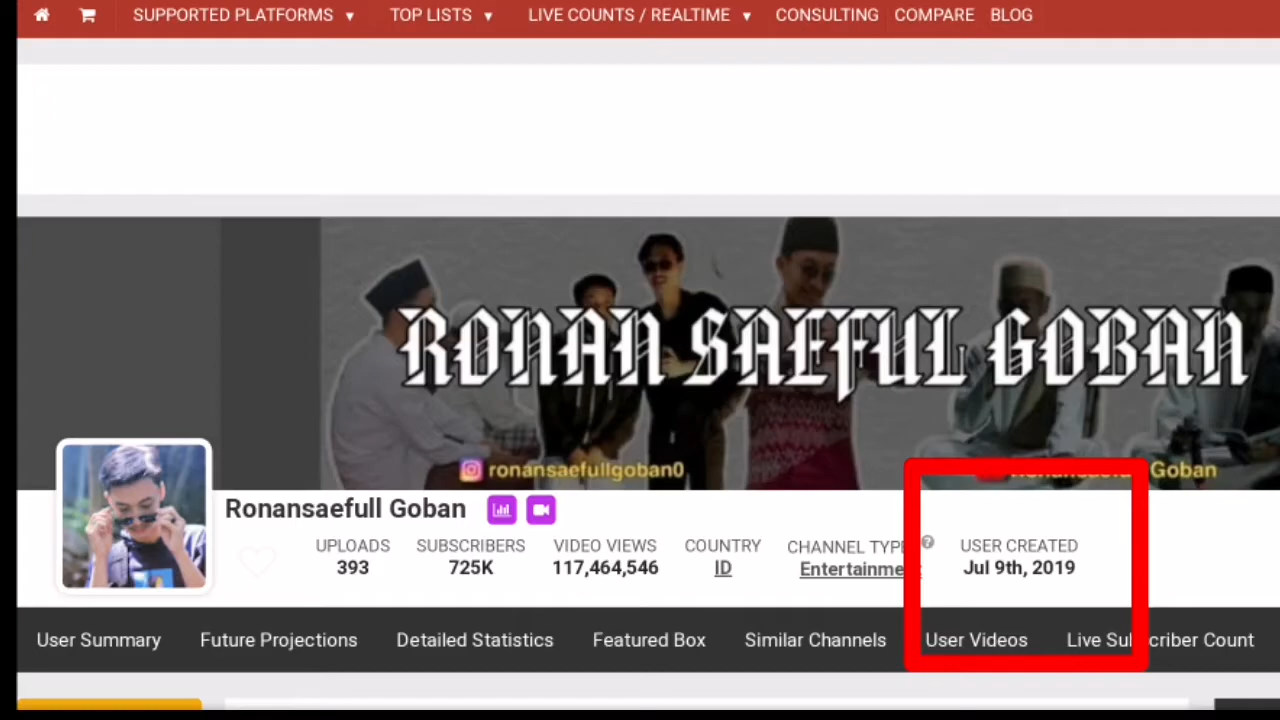 SUPPORTED PLATFORMS ▼ TOP LISTS ▼ LIVE COUNTS / REALTIME ▼ CONSULTING COMPARE BLOG
RONAN SAEFUL GOBAN
ronansaefullgoban0 Goban
Ronansaefull Goban
UPLOADS SUBSCRIBERS VIDEO VIEWS COUNTRY CHANNEL TYPE USER CREATED
393 725K 117,464,546 ID Entertainme Jul 9th, 2019
User Summary Future Projections Detailed Statistics Featured Box Similar Channels User Videos Live Subscriber Count